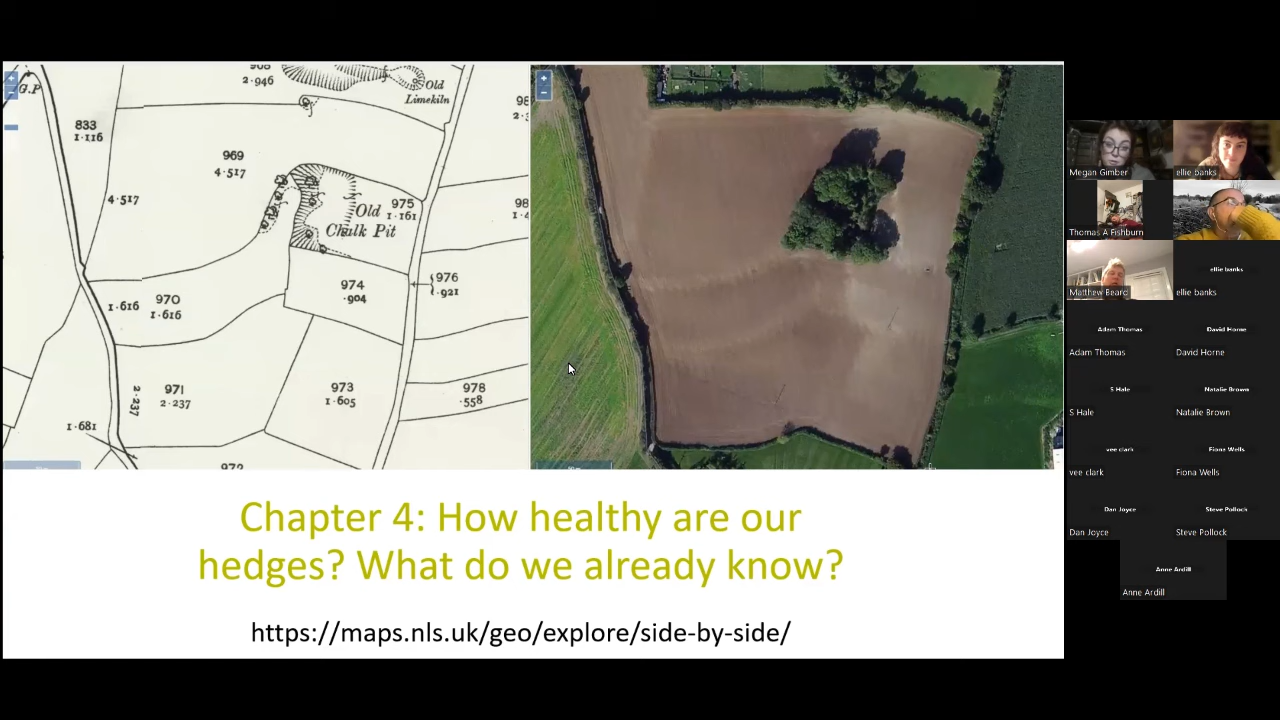 G.P
908
2.946
Old
Limekiln
833
1.116
969
4.517
4.517
Old
Chalk Pit
975
1.161
976
.921
974
.904
970
1.616
1.616
971
2.237
2.237
973
1.605
978
.558
1.681
972
Chapter 4: How healthy are our
hedges? What do we already know?
https://maps.nls.uk/geo/explore/side-by-side/
Megan Gimber
ellie banks
Thomas A Fishburn
Matthew Beard
ellie banks
ellie banks
Adam Thomas
David Horne
Adam Thomas
David Horne
S Hale
Natalie Brown
S Hale
Natalie Brown
vee clark
Fiona Wells
vee clark
Fiona Wells
Dan Joyce
Steve Pollock
Dan Joyce
Steve Pollock
Anne Ardill
Anne Ardill